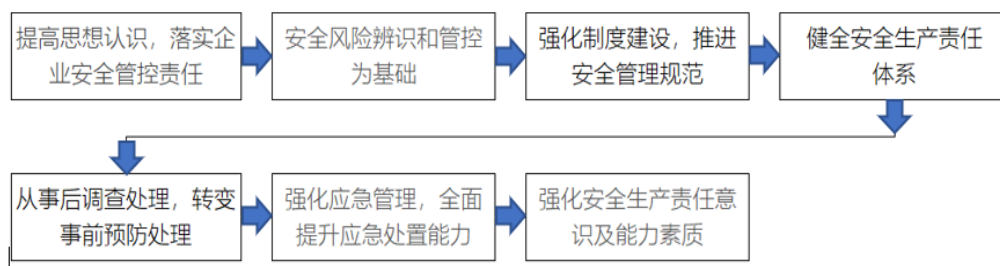 提高思想认识，落实企
业安全管控责任
安全风险辨识和管控
为基础
强化制度建设，推进
安全管理规范
健全安全生产责任
体系
从事后调查处理，转变
事前预防处理
强化应急管理，全面
提升应急处置能力
强化安全生产责任意
识及能力素质